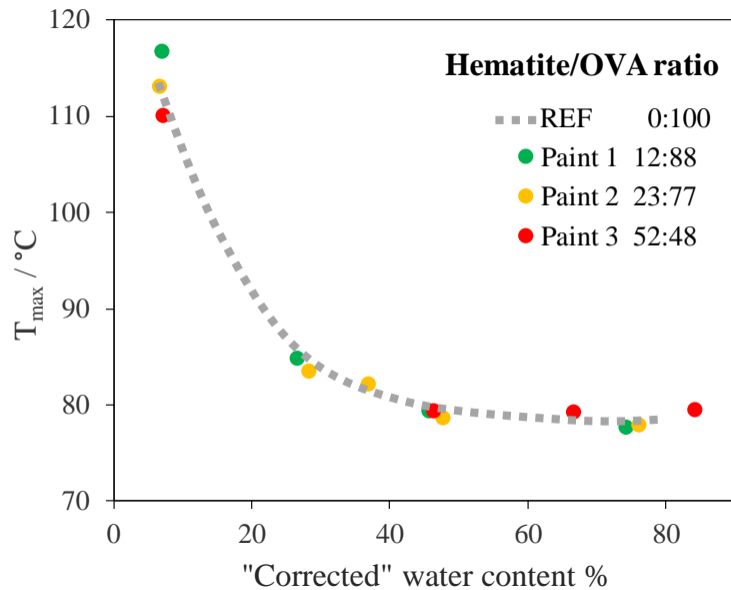 120
110
100
90
80
70
0 20 40 60 80
T_max / °C
"Corrected" water content %
Hematite/OVA ratio
REF 0:100
Paint 1 12:88
Paint 2 23:77
Paint 3 52:48